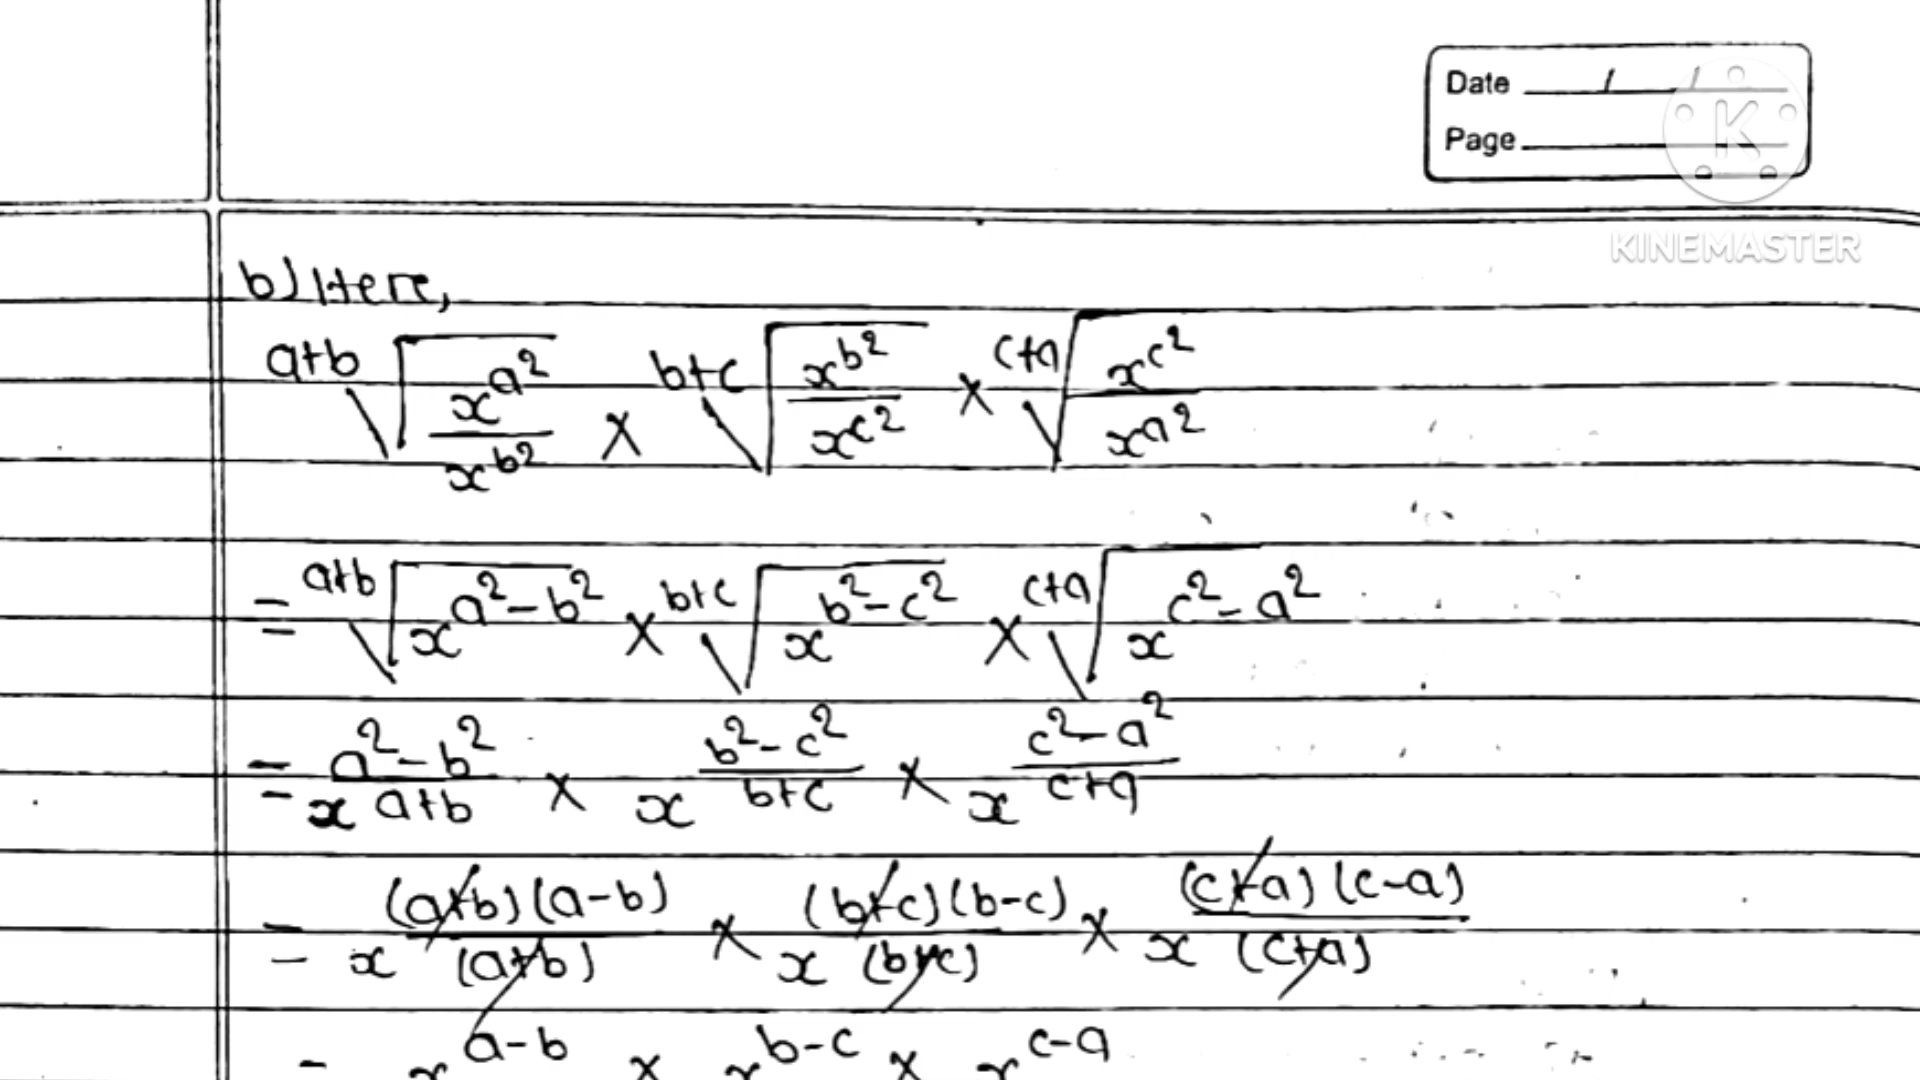 Date / /
Page
KINEMASTER
b) Here,
a+b√(x^a²/x^b²) × b+c√(x^b²/x^c²) × c+a√(x^c²/x^a²)
= a+b√(x^a²-b²) × b+c√(x^b²-c²) × c+a√(x^c²-a²)
= x^(a²-b²/a+b) × x^(b²-c²/b+c) × x^(c²-a²/c+a)
= x^((a+b)(a-b)/(a+b)) × x^((b+c)(b-c)/(b+c)) × x^((c+a)(c-a)/(c+a))
= x^a-b × x^b-c × x^c-a